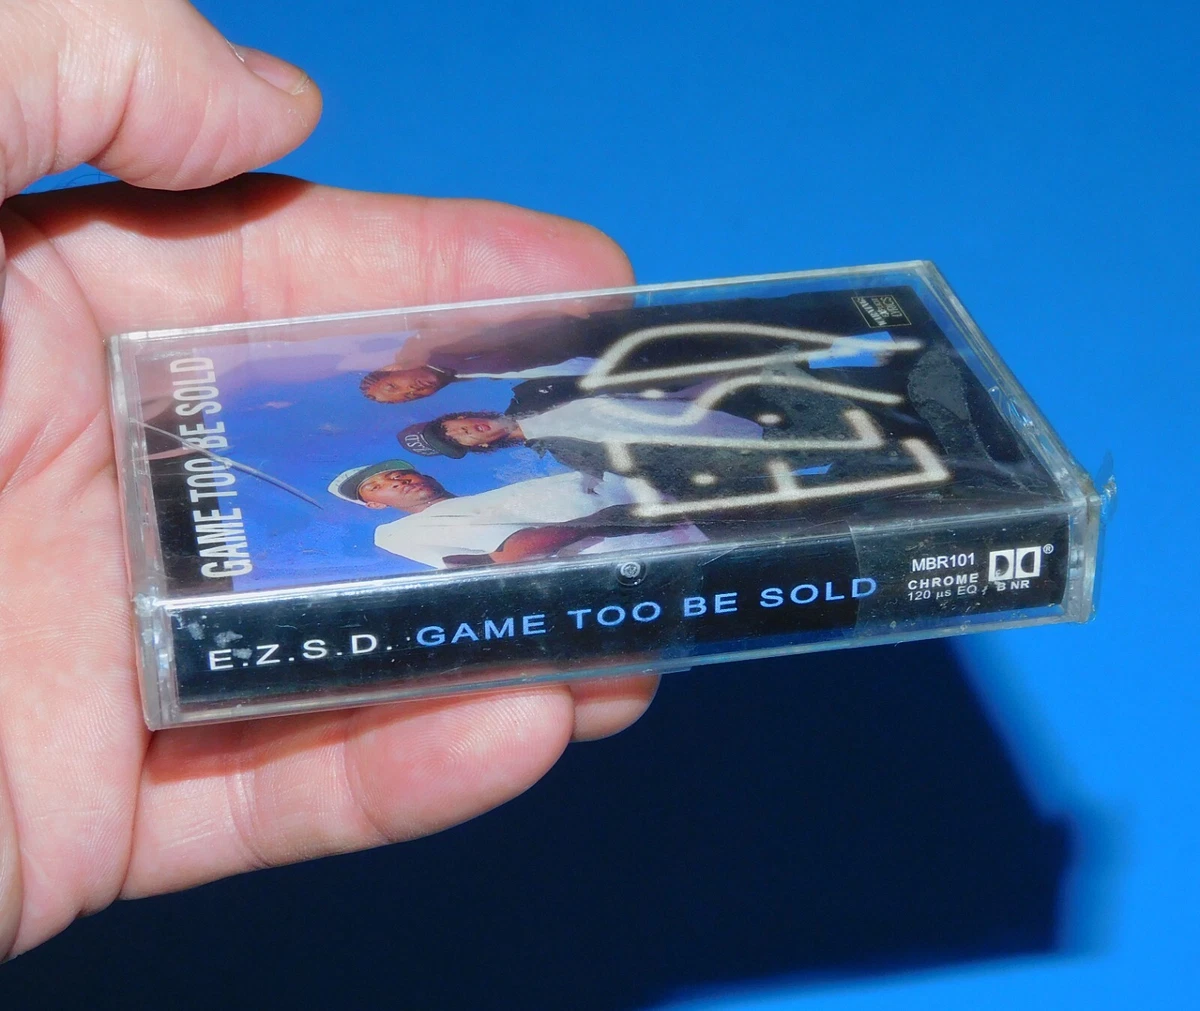 GAME TOO BE SOLD
E.Z.S.D.
E.Z.S.D. GAME TOO BE SOLD
MBR101
CHROME
120 µs EQ
B NR
®